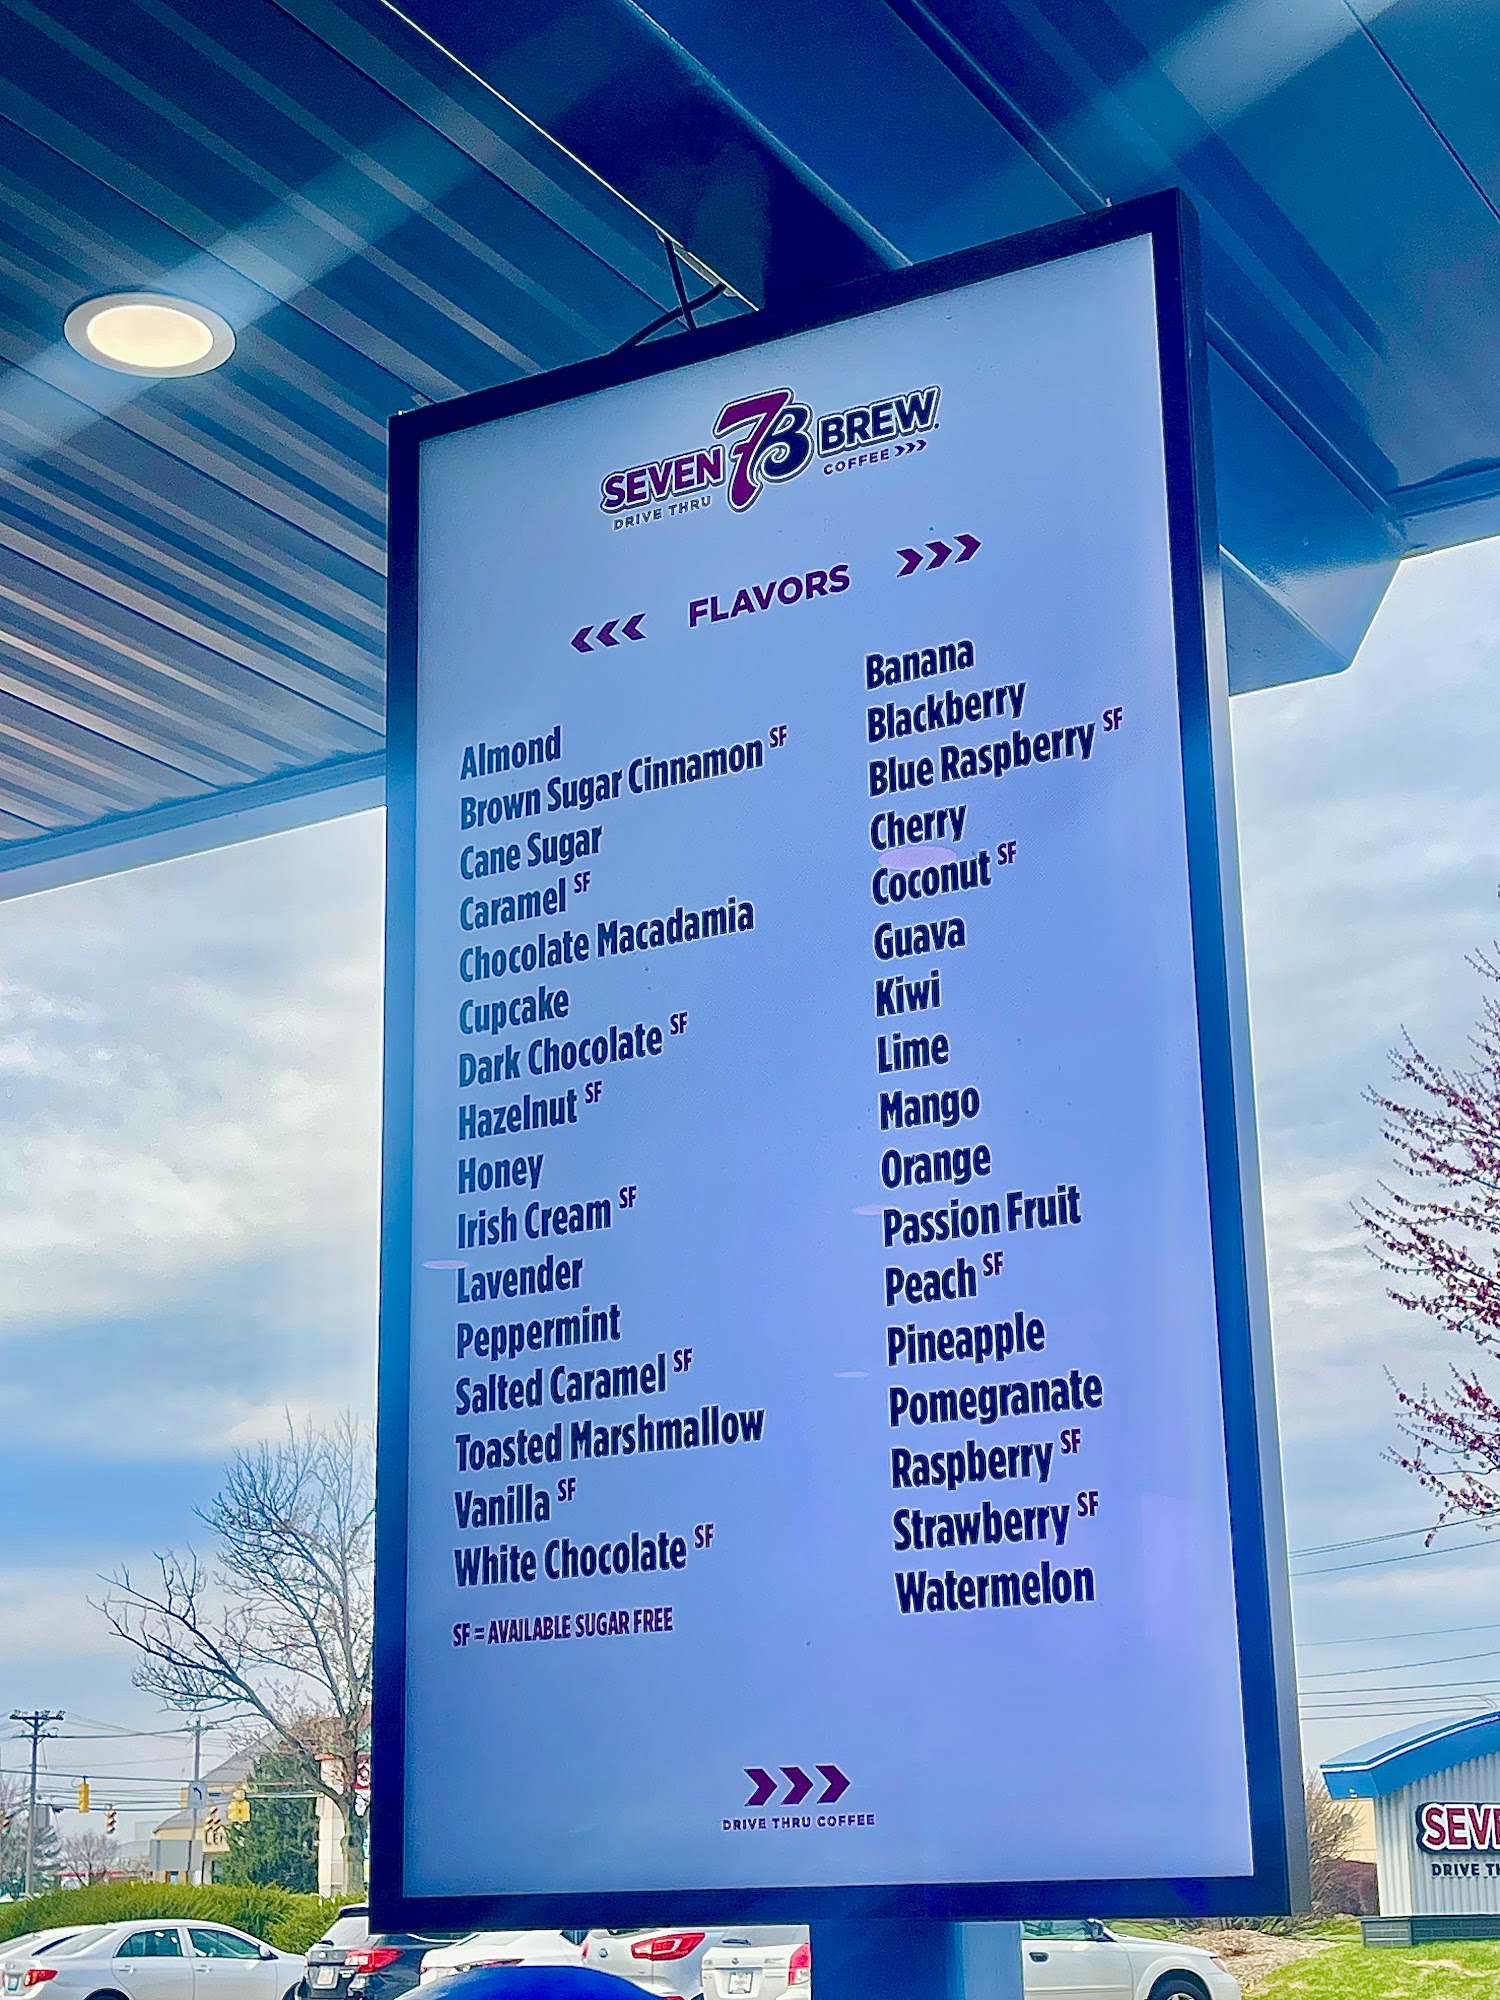 SEVEN 7B BREW
DRIVE THRU COFFEE >>>
<<< FLAVORS >>>
Almond
Brown Sugar Cinnamon SF
Cane Sugar
Caramel SF
Chocolate Macadamia
Cupcake
Dark Chocolate SF
Hazelnut SF
Honey
Irish Cream SF
Lavender
Peppermint
Salted Caramel SF
Toasted Marshmallow
Vanilla SF
White Chocolate SF
SF = AVAILABLE SUGAR FREE
Banana
Blackberry
Blue Raspberry SF
Cherry
Coconut SF
Guava
Kiwi
Lime
Mango
Orange
Passion Fruit
Peach SF
Pineapple
Pomegranate
Raspberry SF
Strawberry SF
Watermelon
>>>
DRIVE THRU COFFEE
SEVE
DRIVE TH